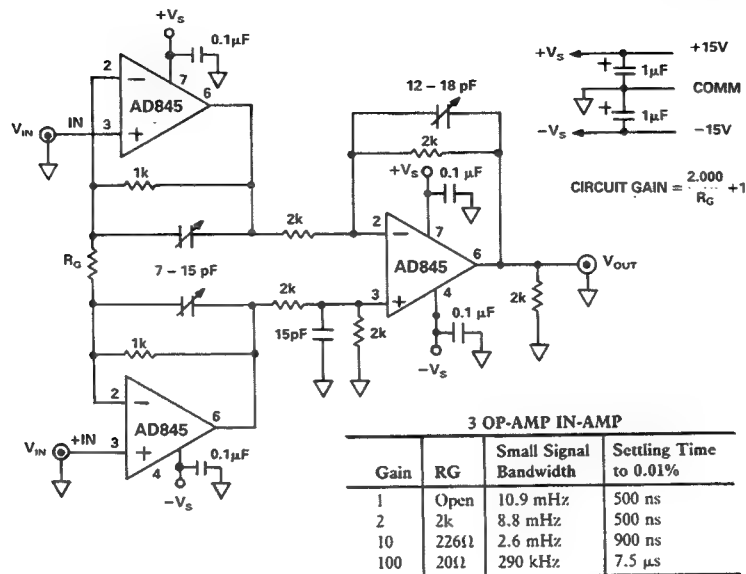 +Vs
0.1µF
2
7
6
AD845
VIN
IN
3
1k
RG
7 – 15 pF
2k
12 – 18 pF
2k
+Vs
0.1 µF
2
7
6
AD845
VOUT
3
4
2k
15pF
2k
2k
0.1 µF
–Vs
1k
2
6
AD845
VIN
+IN
3
4
0.1µF
–Vs
+Vs
+15V
+
1µF
COMM
+
1µF
–Vs
–15V
CIRCUIT GAIN = 2.000 / RG +1
3 OP-AMP IN-AMP
Gain RG Small Signal Bandwidth Settling Time to 0.01%
1 Open 10.9 mHz 500 ns
2 2k 8.8 mHz 500 ns
10 226Ω 2.6 mHz 900 ns
100 20Ω 290 kHz 7.5 µs